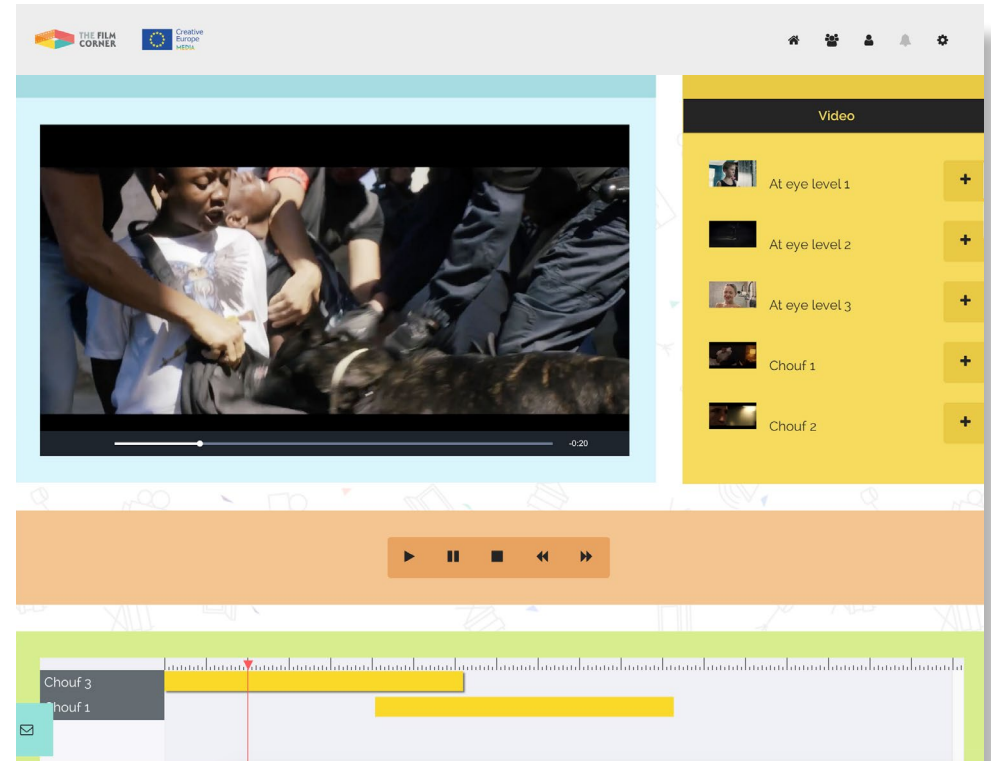 THE FILM
CORNER
Creative
Europe
MEDIA
Video
At eye level 1
At eye level 2
At eye level 3
Chouf 1
Chouf 2
-0:20
Chouf 3
houf 1